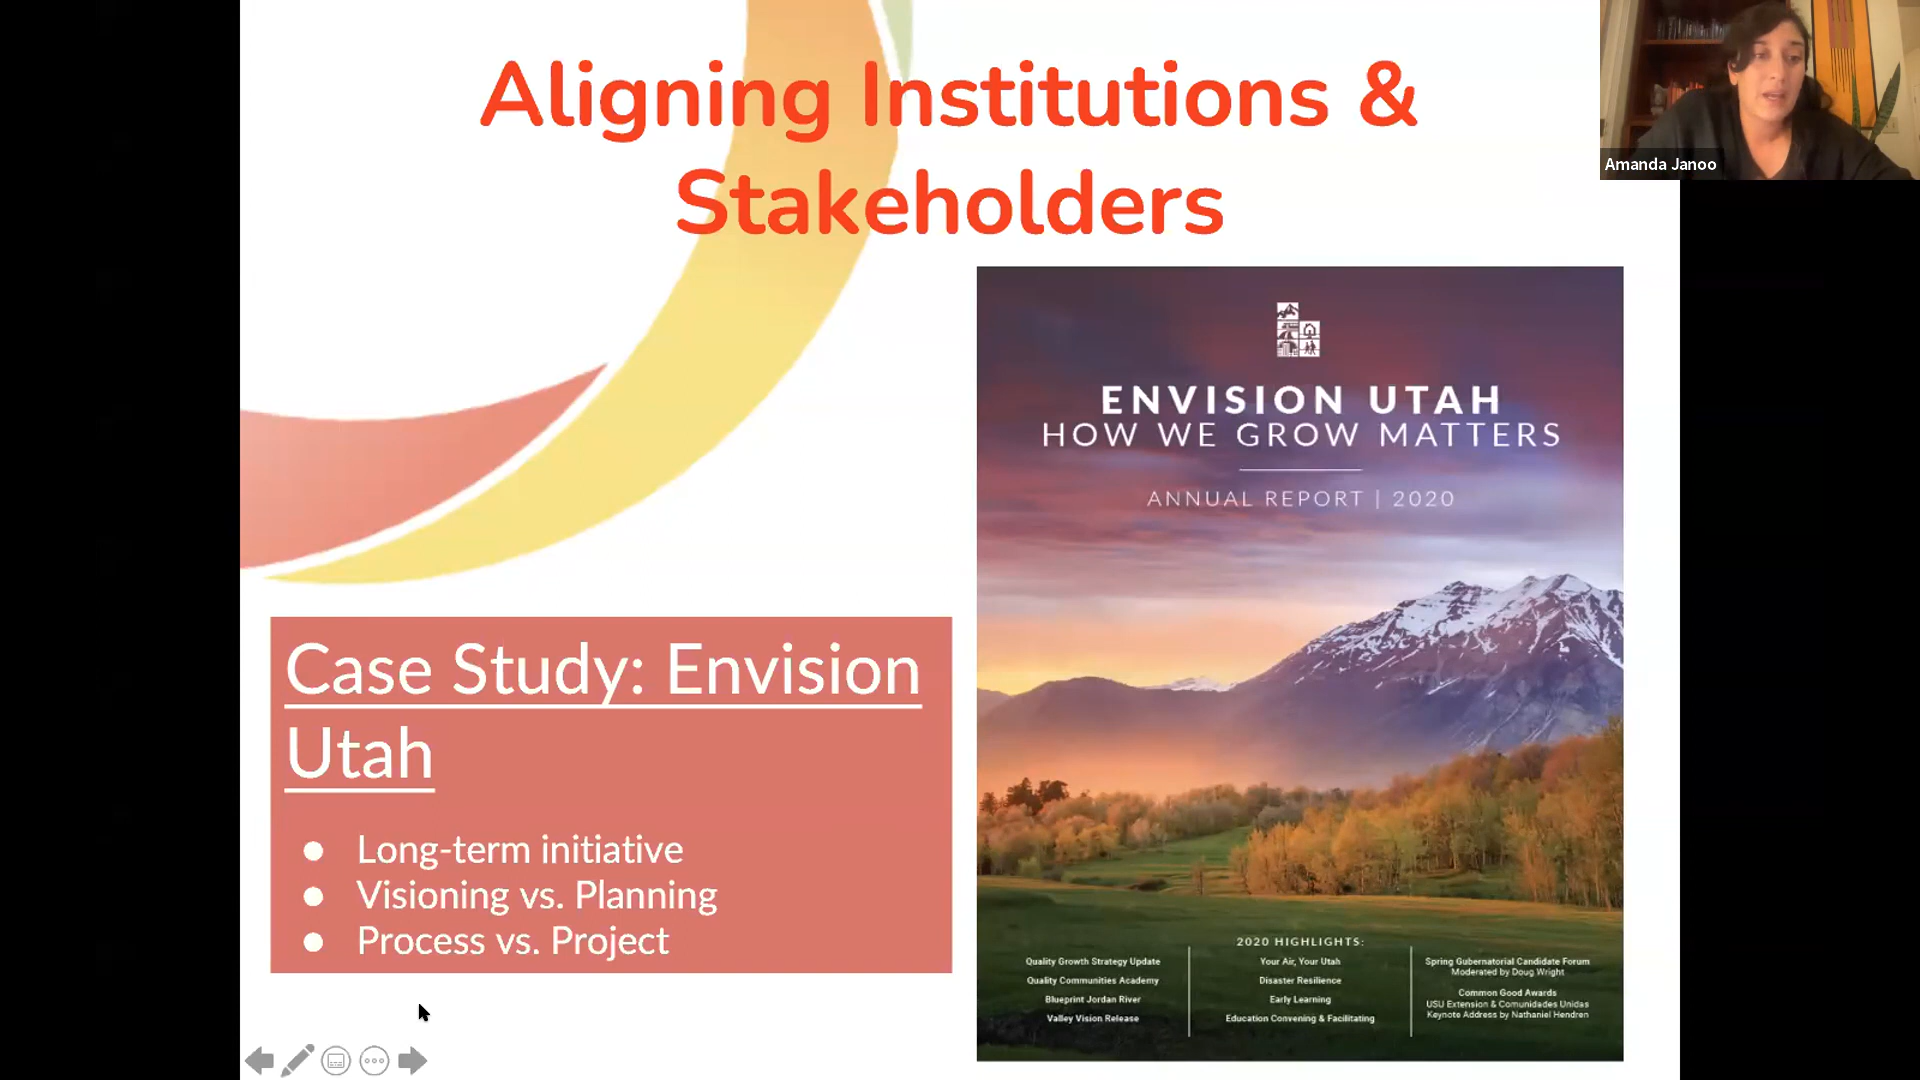 Aligning Institutions &
Stakeholders
Amanda Janoo
Case Study: Envision
Utah
● Long-term initiative
● Visioning vs. Planning
● Process vs. Project
ENVISION UTAH
HOW WE GROW MATTERS
ANNUAL REPORT | 2020
2020 HIGHLIGHTS:
Quality Growth Strategy Update
Quality Communities Academy
Blueprint Jordan River
Valley Vision Release
Your Air, Your Utah
Disaster Resilience
Early Learning
Education Convening & Facilitating
Spring Gubernatorial Candidate Forum
Moderated by Doug Wright
Common Good Awards
USU Extension & Comunidades Unidas
Keynote Address by Nathaniel Hendren